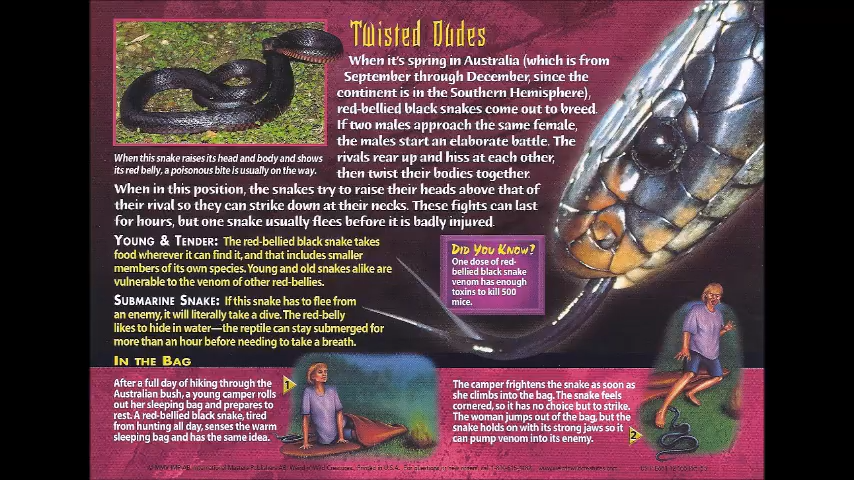 Twisted Dudes
When it's spring in Australia (which is from
September through December, since the
continent is in the Southern Hemisphere),
red-bellied black snakes come out to breed.
If two males approach the same female,
the males start an elaborate battle. The
rivals rear up and hiss at each other,
then twist their bodies together.
When in this position, the snakes try to raise their heads above that of
their rival so they can strike down at their necks. These fights can last
for hours, but one snake usually flees before it is badly injured.
When this snake raises its head and body and shows
its red belly, a poisonous bite is usually on the way.
YOUNG & TENDER: The red-bellied black snake takes
food wherever it can find it, and that includes smaller
members of its own species. Young and old snakes alike are
vulnerable to the venom of other red-bellies.
SUBMARINE SNAKE: If this snake has to flee from
an enemy, it will literally take a dive. The red-belly
likes to hide in water—the reptile can stay submerged for
more than an hour before needing to take a breath.
DID YOU KNOW?
One dose of red-
bellied black snake
venom has enough
toxins to kill 500
mice.
IN THE BAG
After a full day of hiking through the
Australian bush, a young camper rolls
out her sleeping bag and prepares to
rest. A red-bellied black snake, tired
from hunting all day, senses the warm
sleeping bag and has the same idea.
1
The camper frightens the snake as soon as
she climbs into the bag. The snake feels
cornered, so it has no choice but to strike.
The woman jumps out of the bag, but the
snake holds on with its strong jaws so it
can pump venom into its enemy.
2